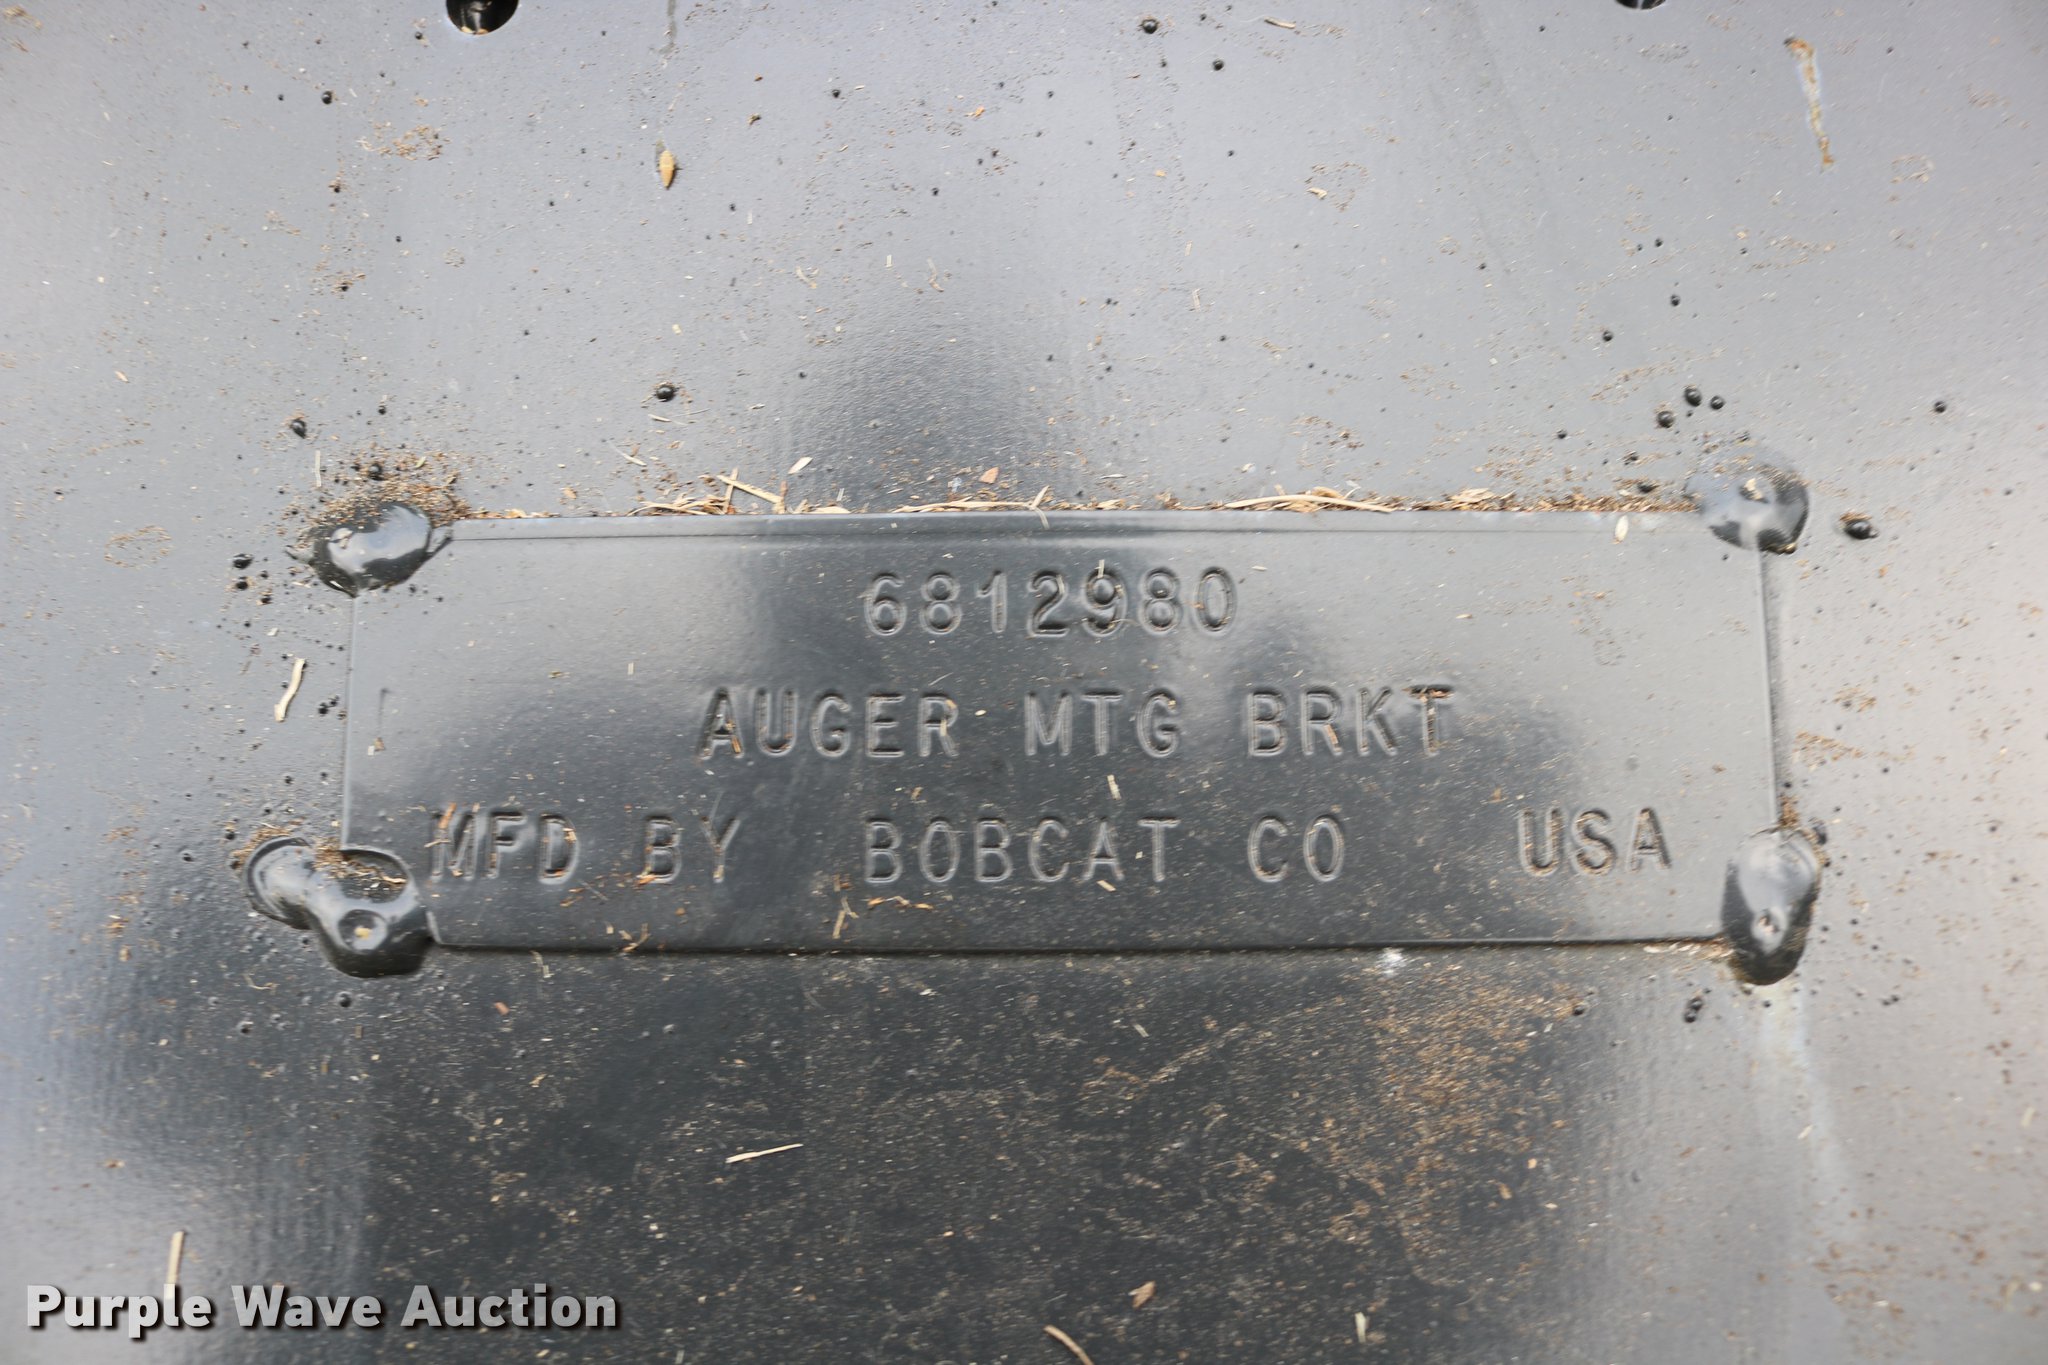 6812980
AUGER MTG BRKT
MFD BY BOBCAT CO USA
Purple Wave Auction